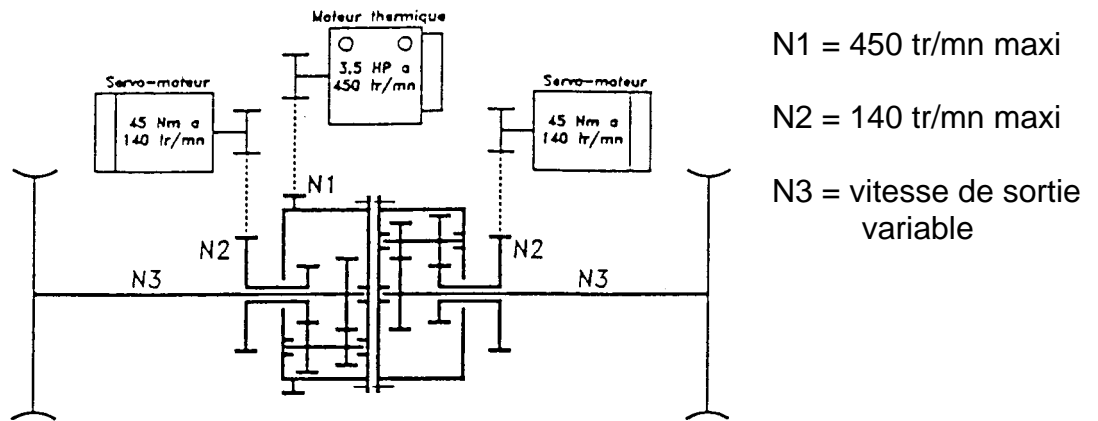 Moteur thermique
3.5 HP a
450 tr/mn
Servo-moteur
45 Nm a
140 tr/mn
Servo-moteur
45 Nm a
140 tr/mn
N1
N2
N2
N3
N3
N1 = 450 tr/mn maxi
N2 = 140 tr/mn maxi
N3 = vitesse de sortie
variable